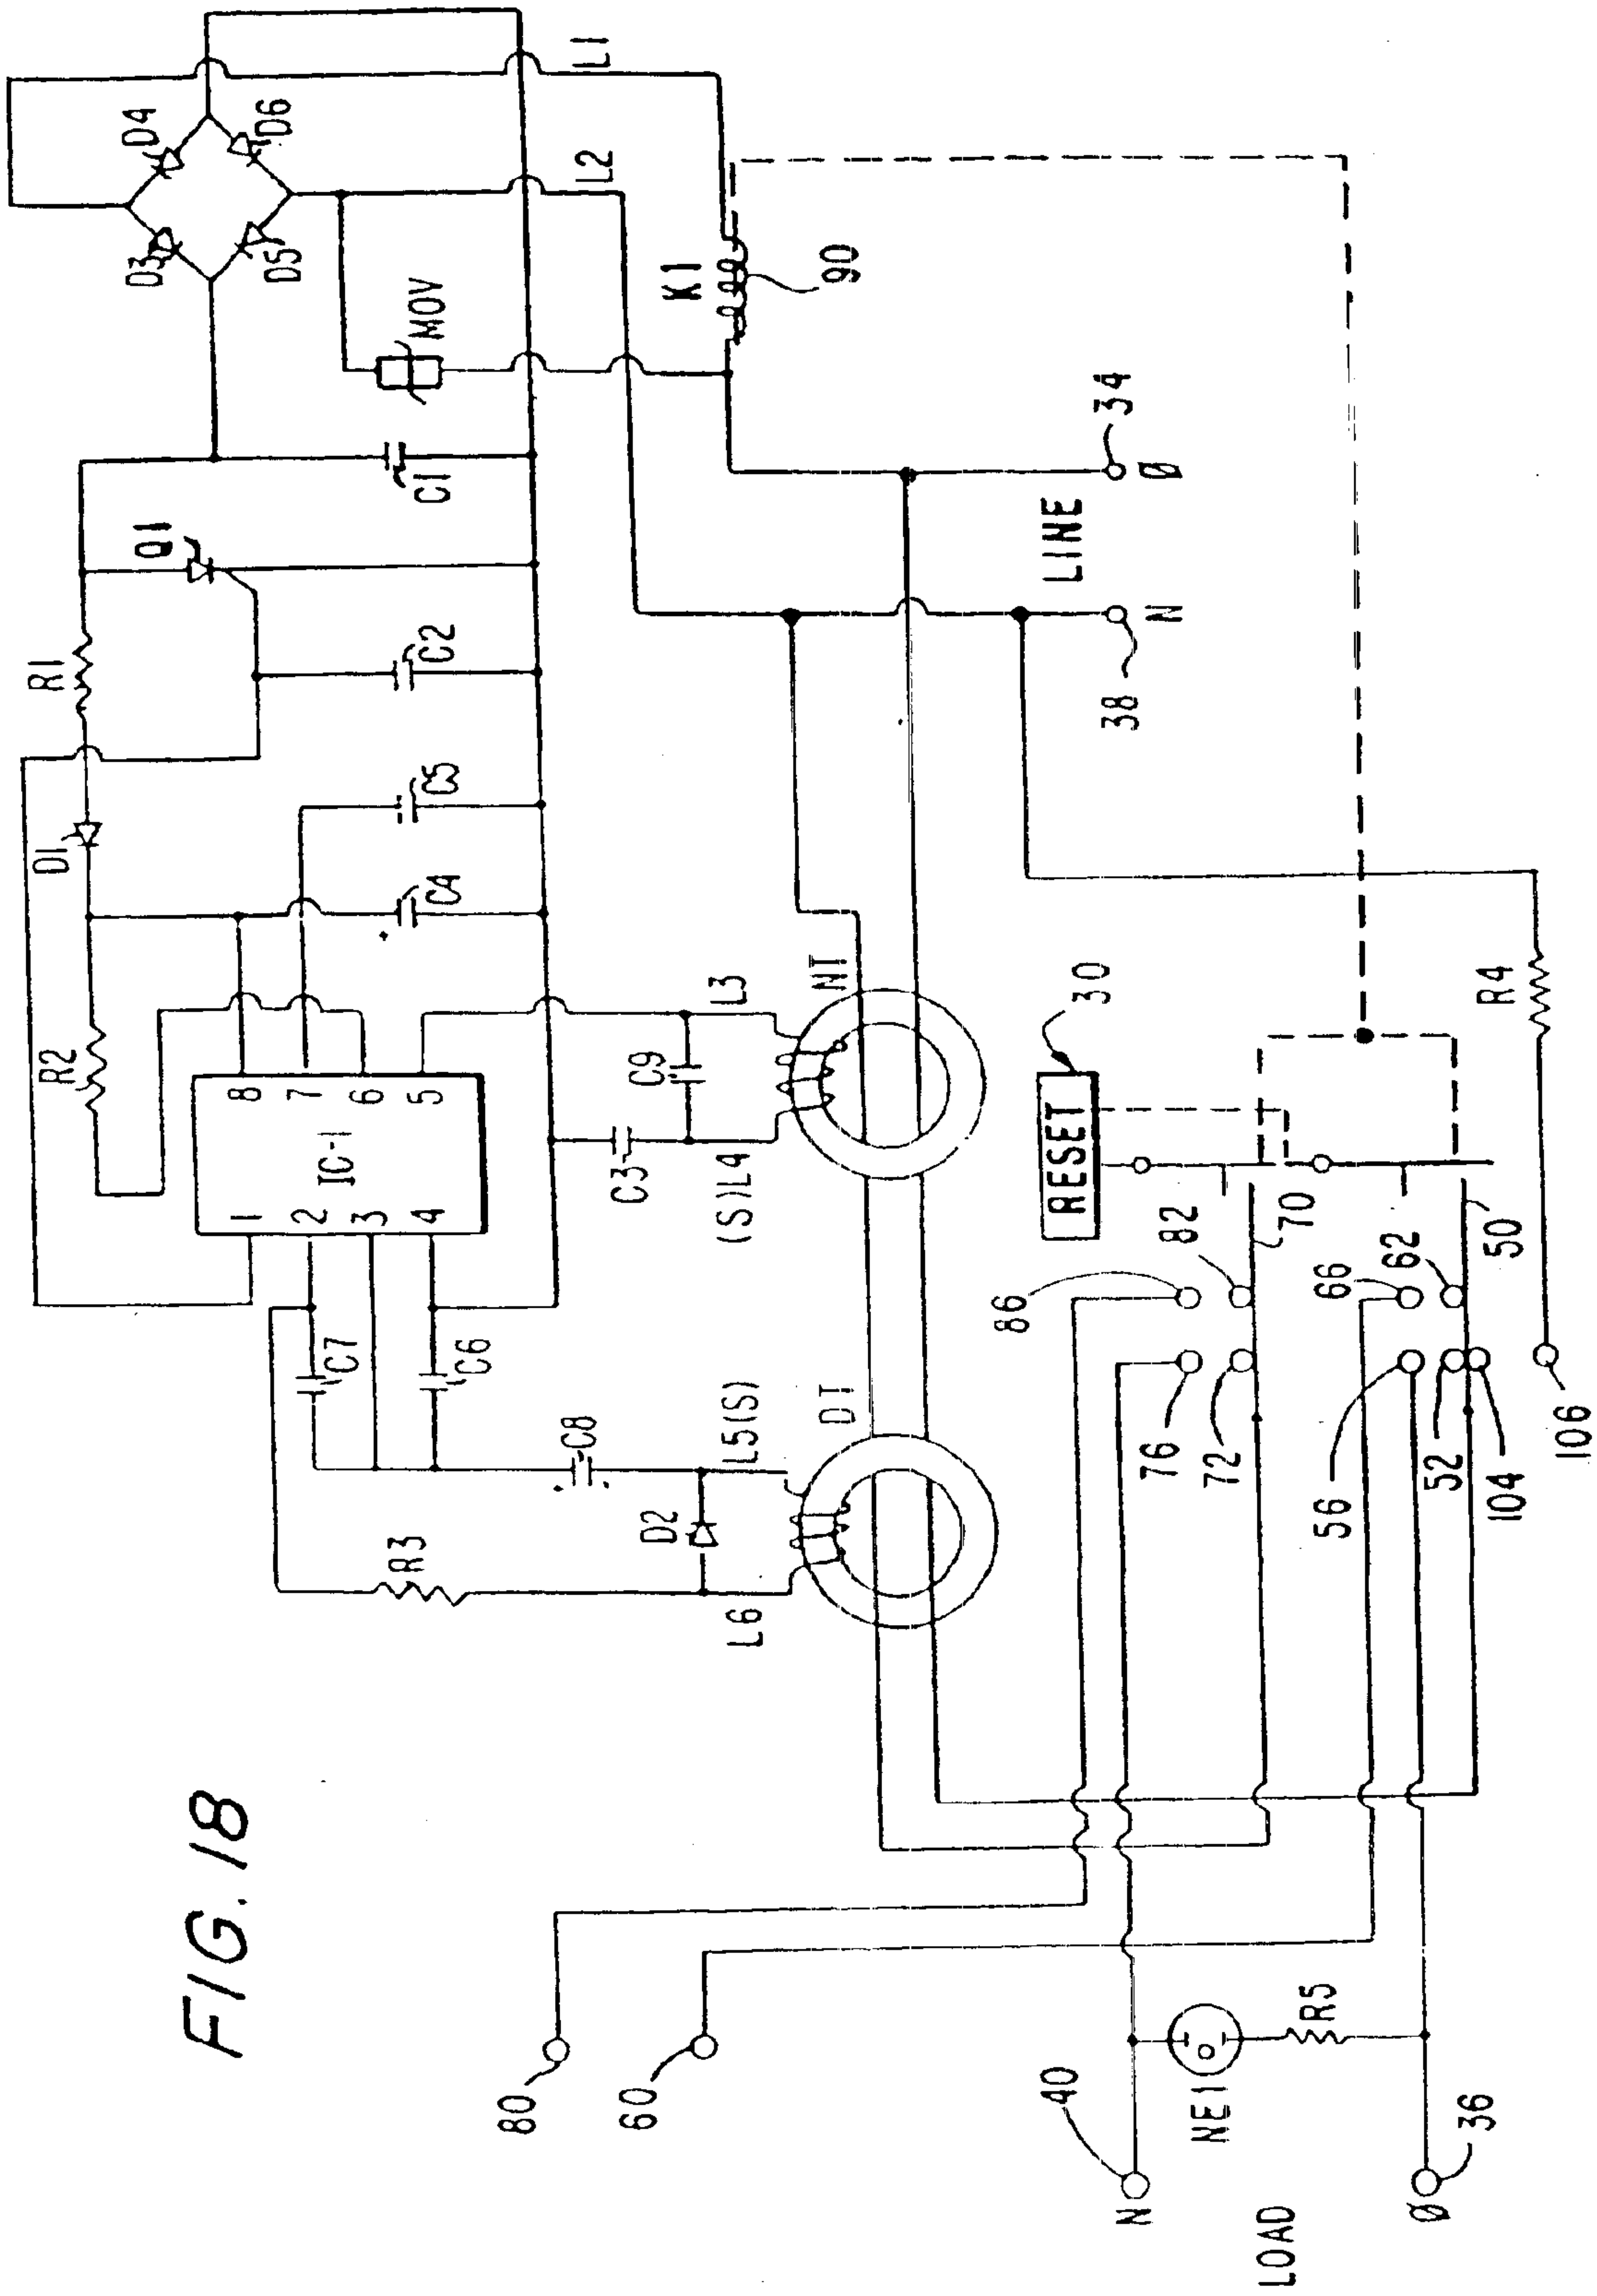 FIG. 18
D4
D6
D3
D5
L1
L2
MOV
K1
90
C1
Q1
R1
C2
C5
D1
C4
R2
IC-1
8
7
6
5
1
2
3
4
34
Ø
LINE
N
38
L3
NT
C9
C3
(S)L4
30
RESET
R4
C7
C6
C8
L5(S)
DT
D2
R3
L6
86
82
70
76
72
66
62
50
56
52
104
106
80
60
40
N
NE1
R5
LOAD
Ø
36